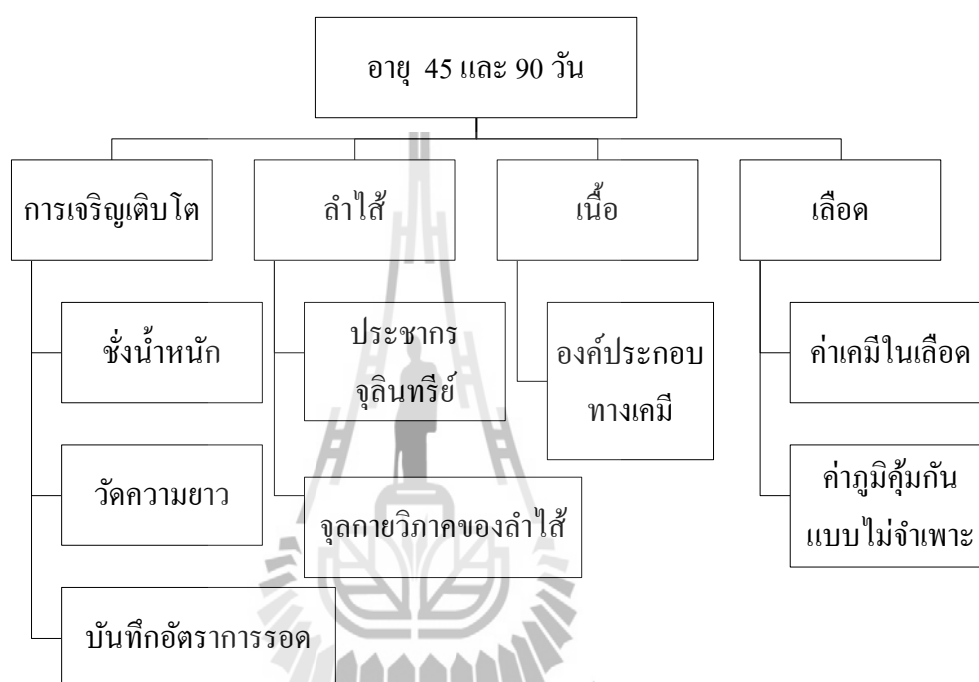 อายุ 45 และ 90 วัน
การเจริญเติบโต
ลำไส้
เนื้อ
เลือด
ชั่งน้ำหนัก
ประชากร
จุลินทรีย์
องค์ประกอบ
ทางเคมี
ค่าเคมีในเลือด
วัดความยาว
จุลกายวิภาคของลำไส้
ค่าภูมิคุ้มกัน
แบบไม่จำเพาะ
บันทึกอัตราการรอด